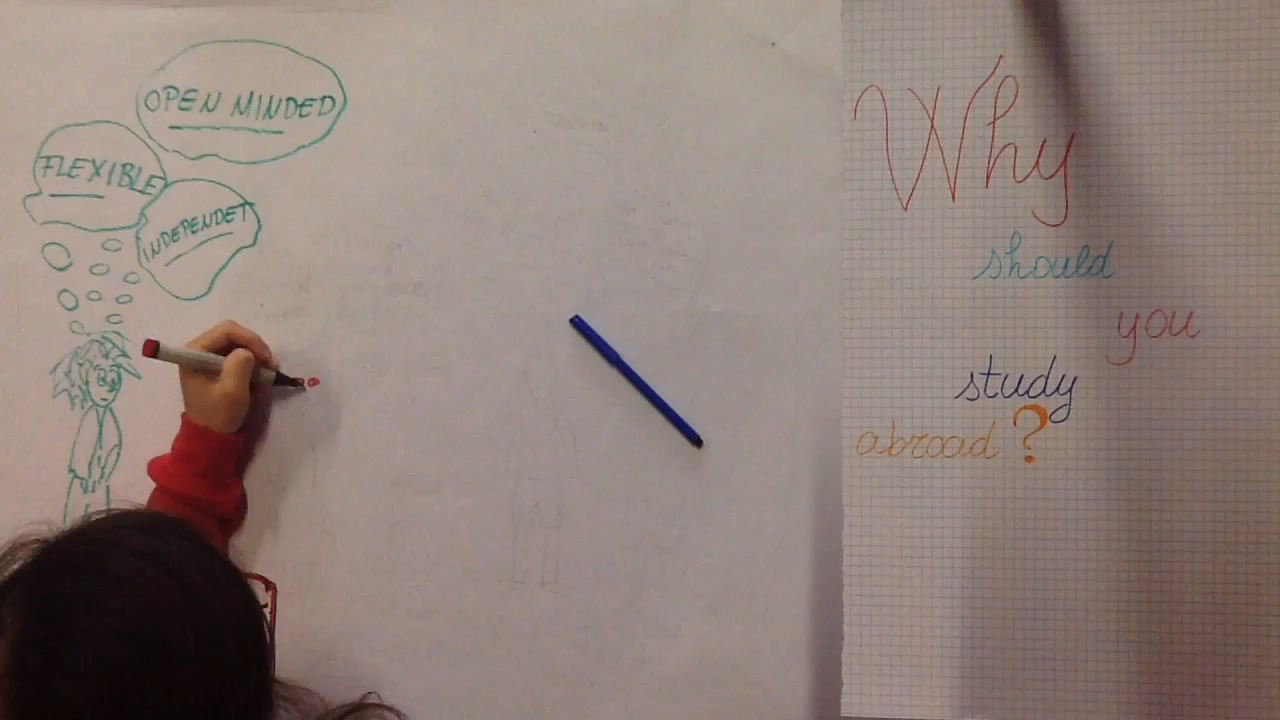 OPEN MINDED
FLEXIBLE
INDEPENDET
Why
should
you
study
abroad?